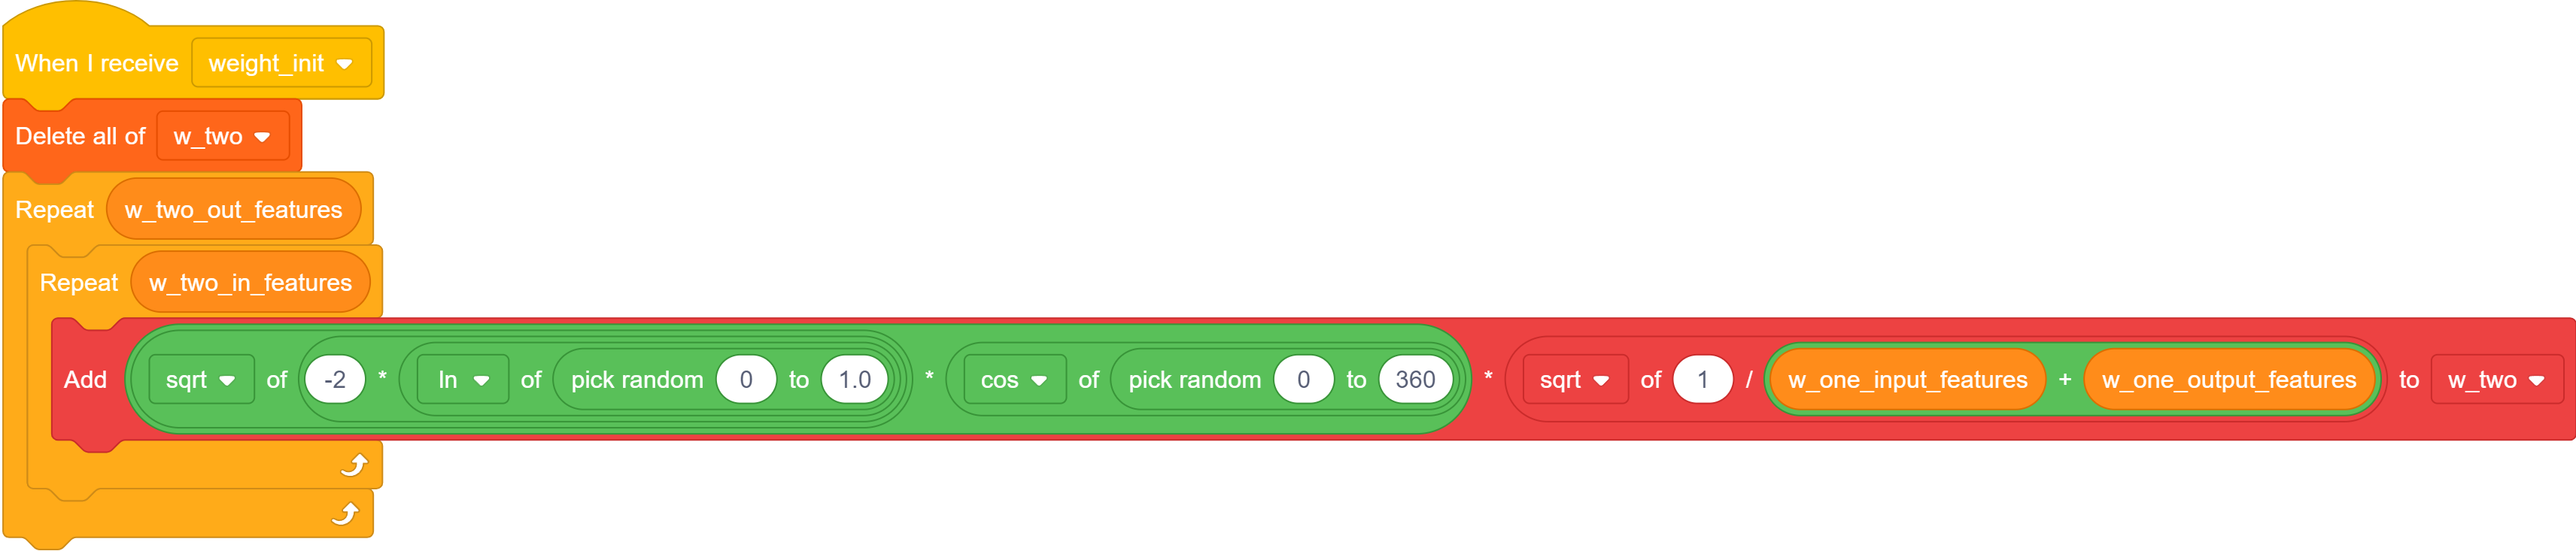 When I receive weight_init
Delete all of w_two
Repeat w_two_out_features
Repeat w_two_in_features
Add sqrt of -2 * ln of pick random 0 to 1.0 * cos of pick random 0 to 360 * sqrt of 1 / w_one_input_features + w_one_output_features to w_two